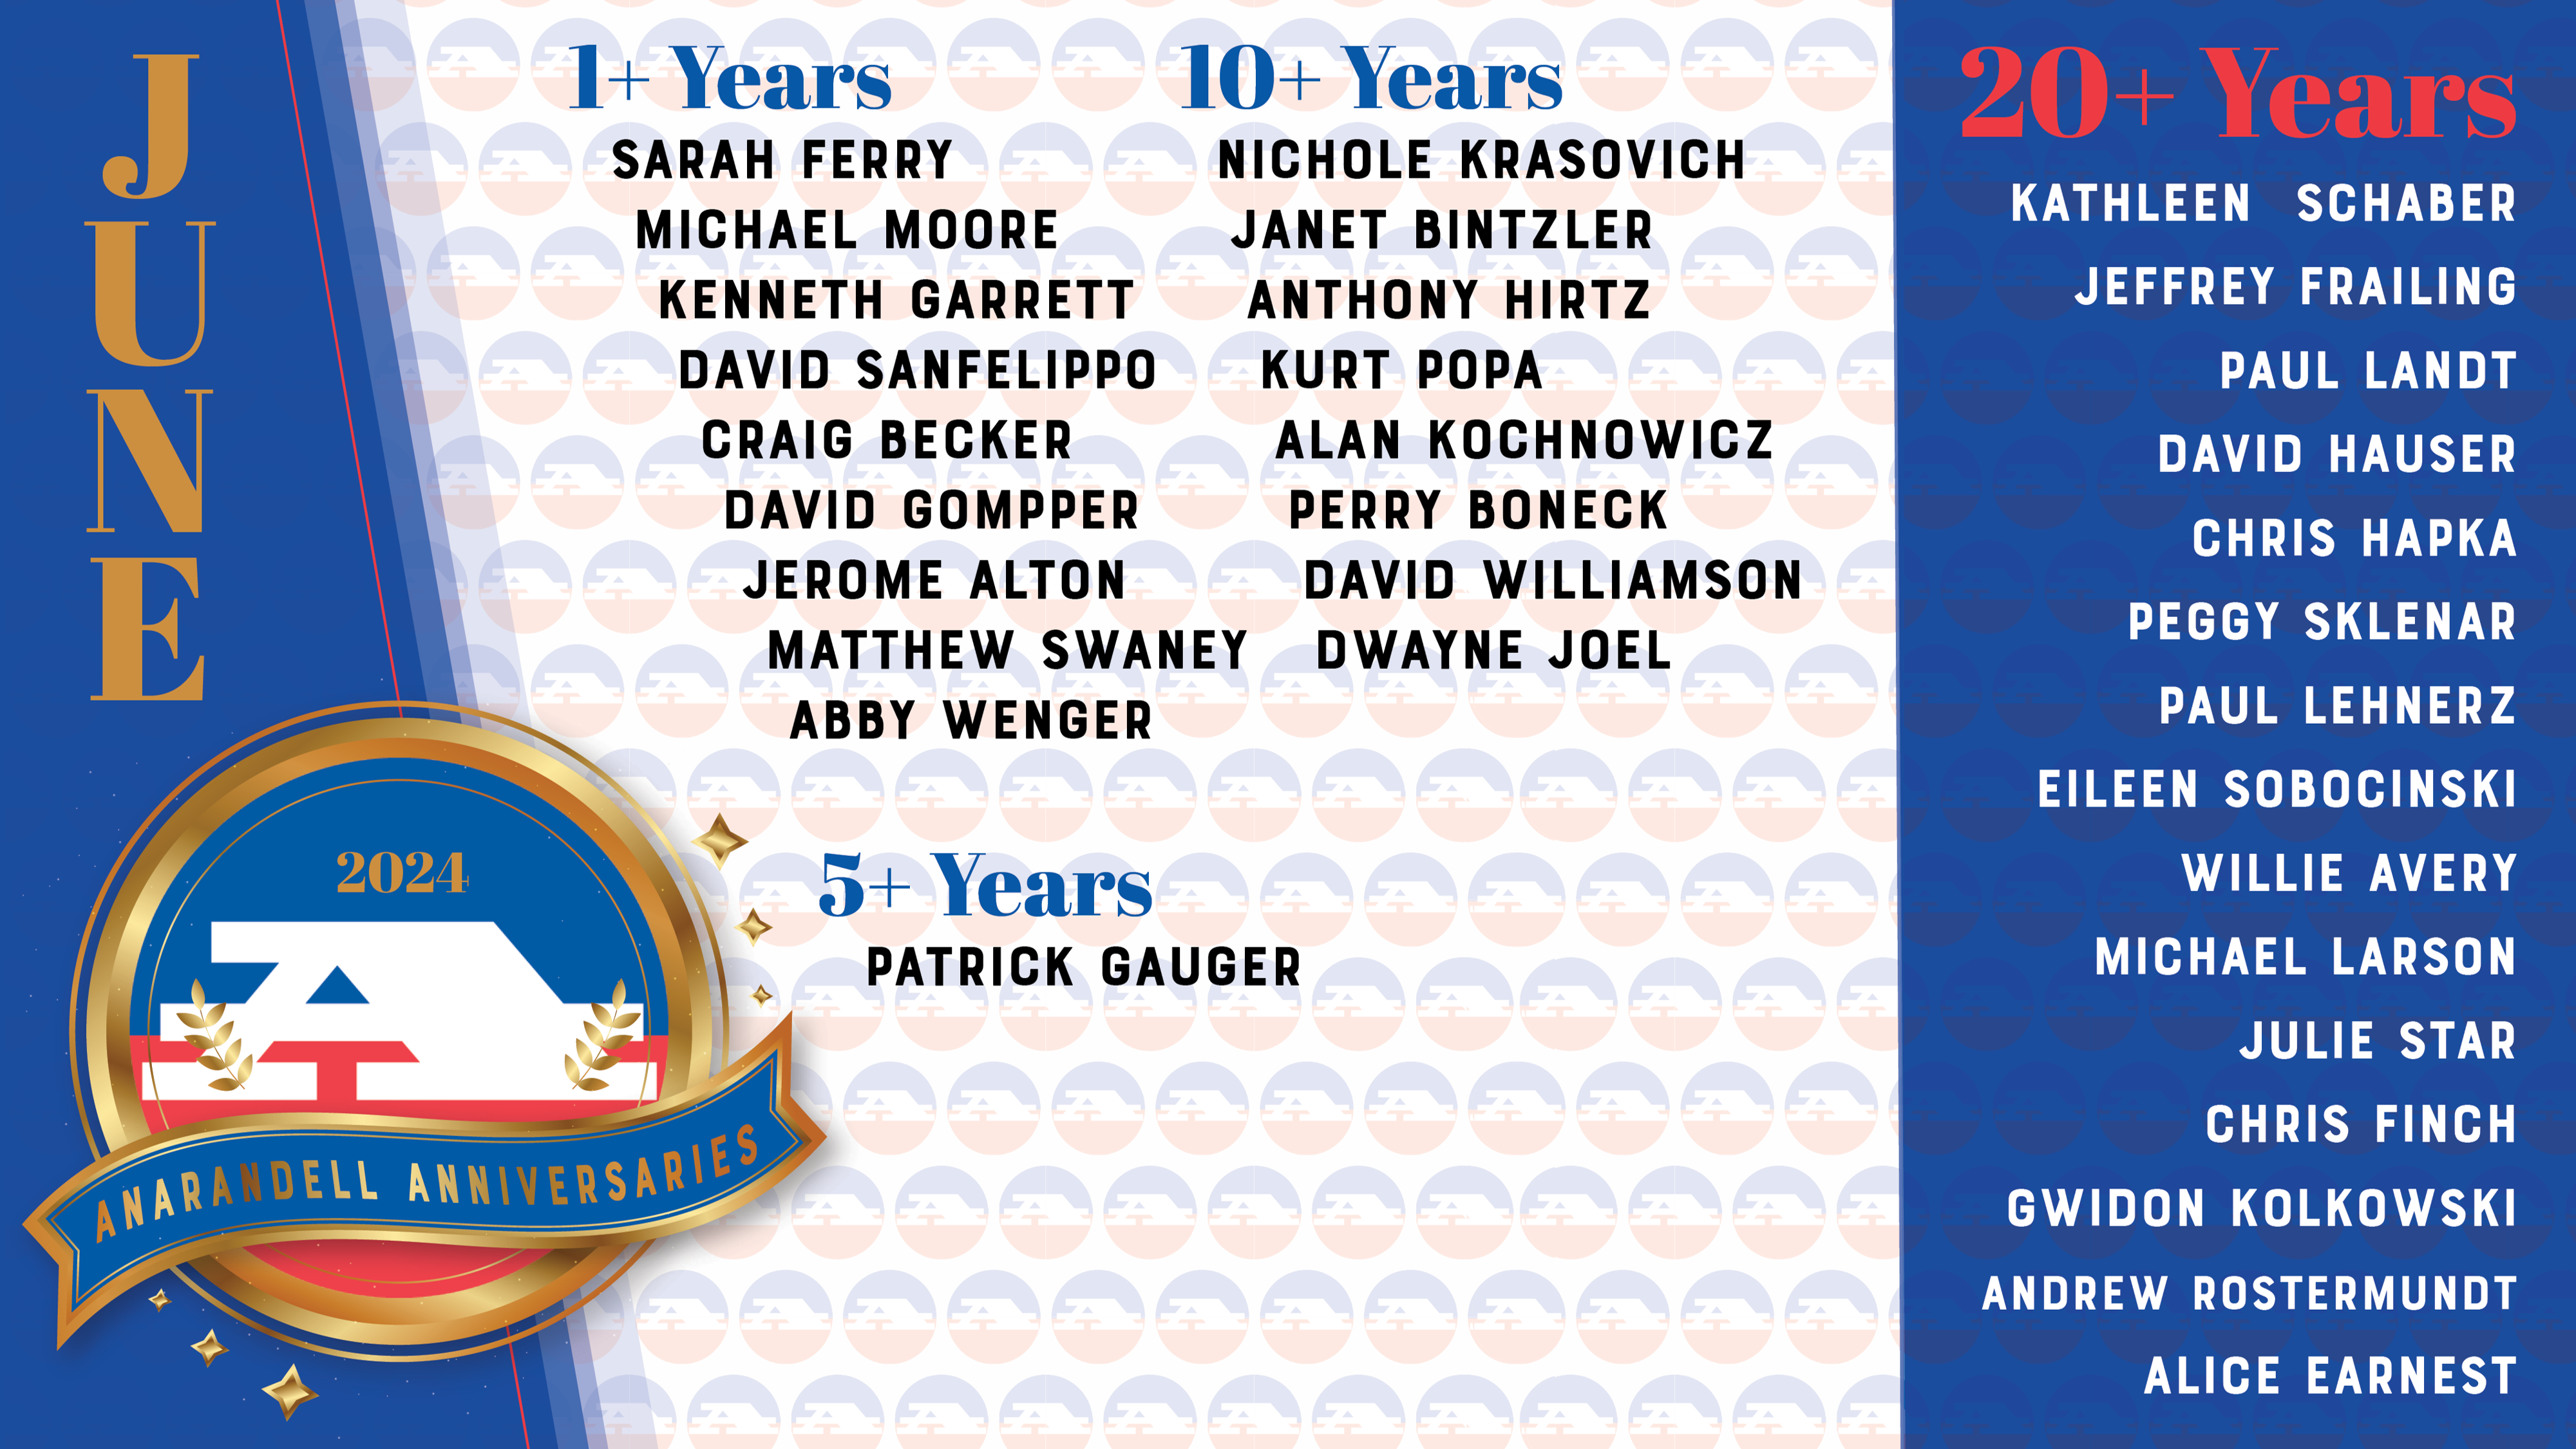 JUNE
2024
ANARANDELL ANNIVERSARIES
1+ Years
SARAH FERRY
MICHAEL MOORE
KENNETH GARRETT
DAVID SANFELIPPO
CRAIG BECKER
DAVID GOMPPER
JEROME ALTON
MATTHEW SWANEY
ABBY WENGER
5+ Years
PATRICK GAUGER
10+ Years
NICHOLE KRASOVICH
JANET BINTZLER
ANTHONY HIRTZ
KURT POPA
ALAN KOCHNOWICZ
PERRY BONECK
DAVID WILLIAMSON
DWAYNE JOEL
20+ Years
KATHLEEN SCHABER
JEFFREY FRAILING
PAUL LANDT
DAVID HAUSER
CHRIS HAPKA
PEGGY SKLENAR
PAUL LEHNERZ
EILEEN SOBOCINSKI
WILLIE AVERY
MICHAEL LARSON
JULIE STAR
CHRIS FINCH
GWIDON KOLKOWSKI
ANDREW ROSTERMUNDT
ALICE EARNEST